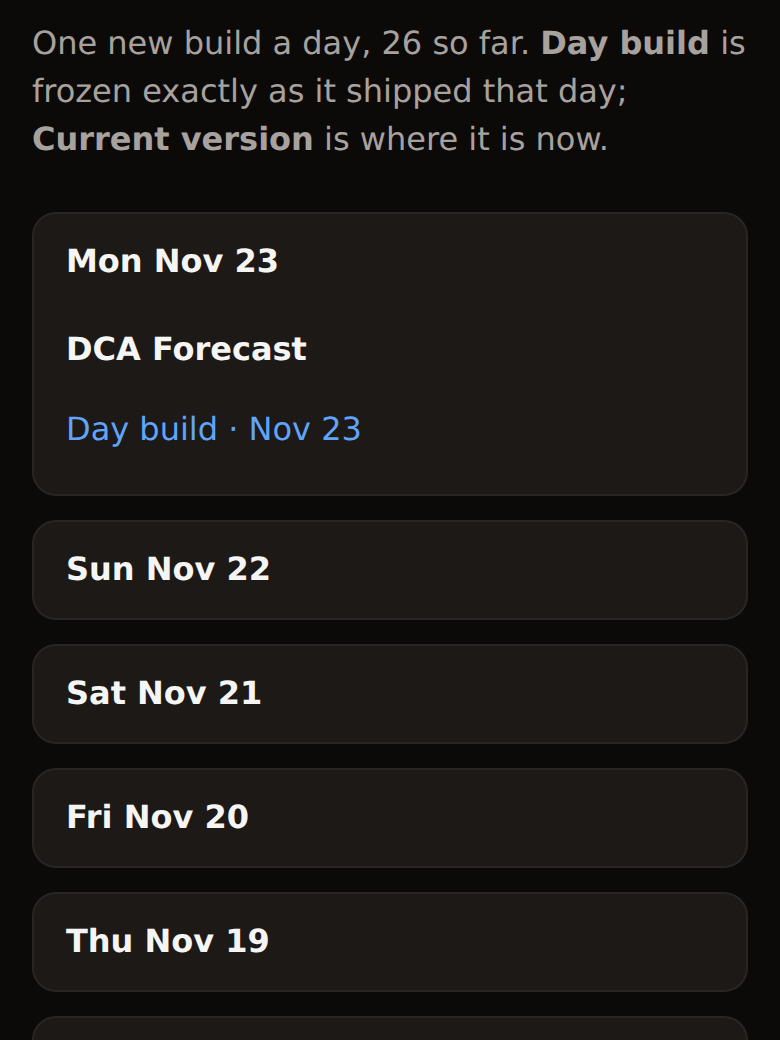 One new build a day, 26 so far. Day build is
frozen exactly as it shipped that day;
Current version is where it is now.
Mon Nov 23
DCA Forecast
Day build · Nov 23
Sun Nov 22
Sat Nov 21
Fri Nov 20
Thu Nov 19